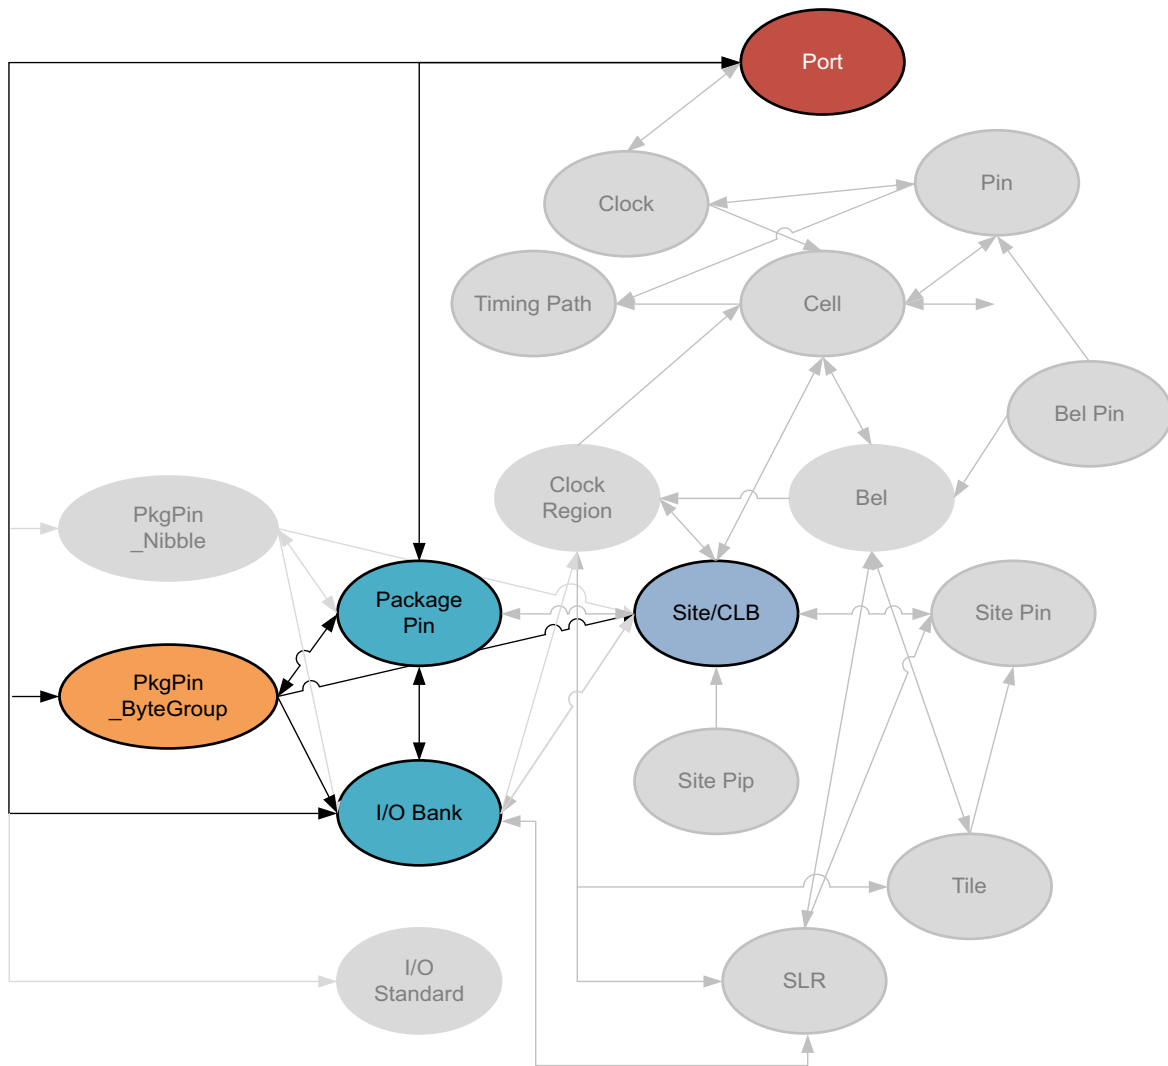 Port
Pin
Clock
Timing Path
Cell
Bel Pin
Clock
Region
Bel
PkgPin
_Nibble
Package
Pin
Site/CLB
Site Pin
PkgPin
_ByteGroup
Site Pip
I/O Bank
Tile
I/O
Standard
SLR